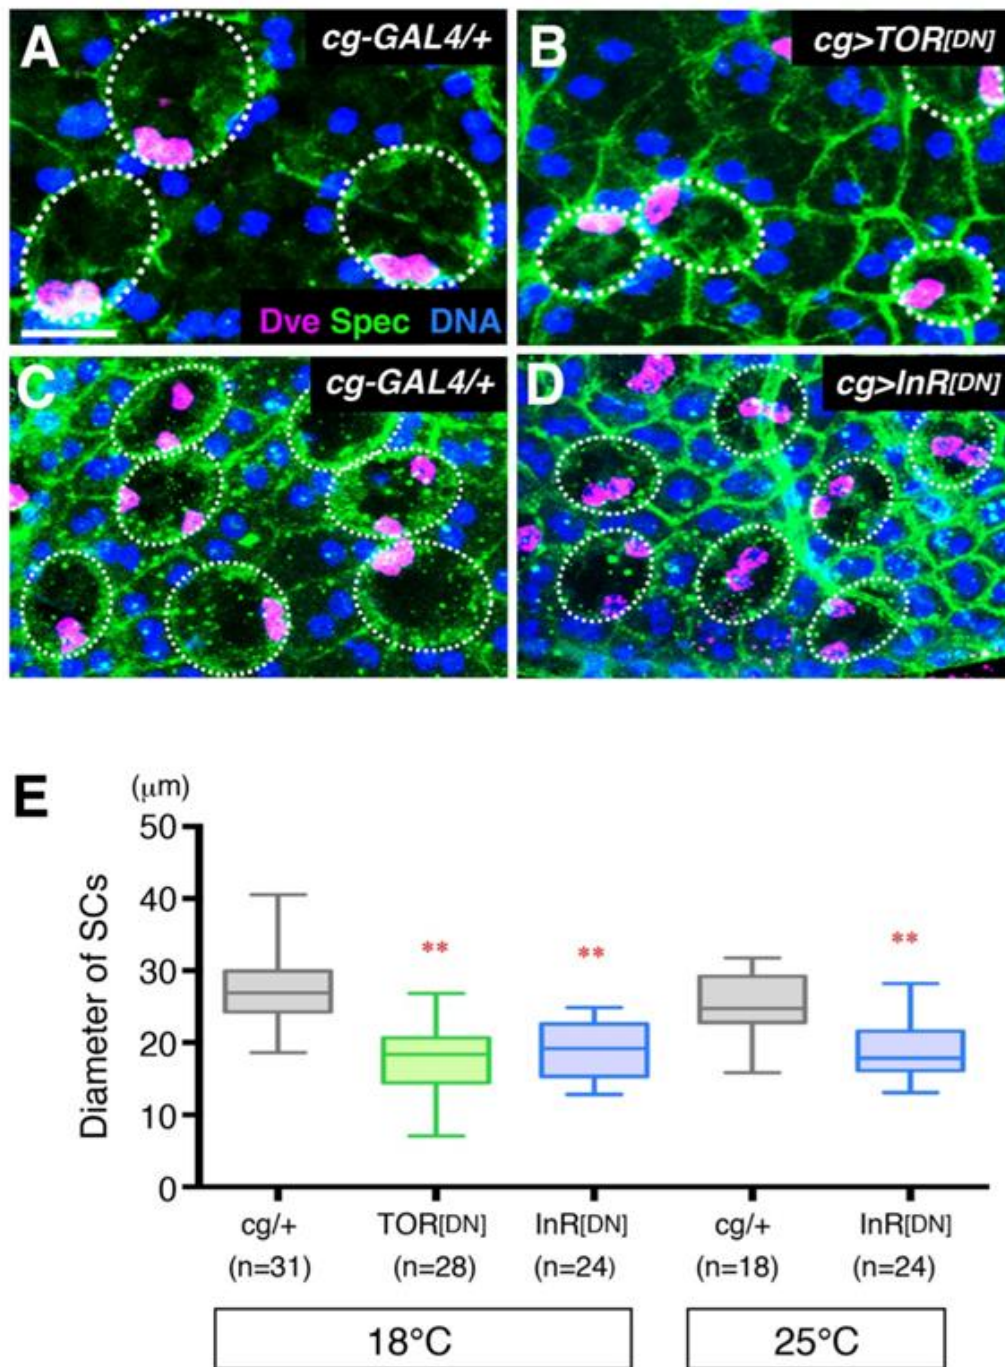 A cg-GAL4/+
B cg>TOR[DN]
Dve Spec DNA
C cg-GAL4/+
D cg>InR[DN]
E
(μm)
50
40
30
20
10
0
Diameter of SCs
** ** **
cg/+ TOR[DN] InR[DN] cg/+ InR[DN]
(n=31) (n=28) (n=24) (n=18) (n=24)
18°C 25°C